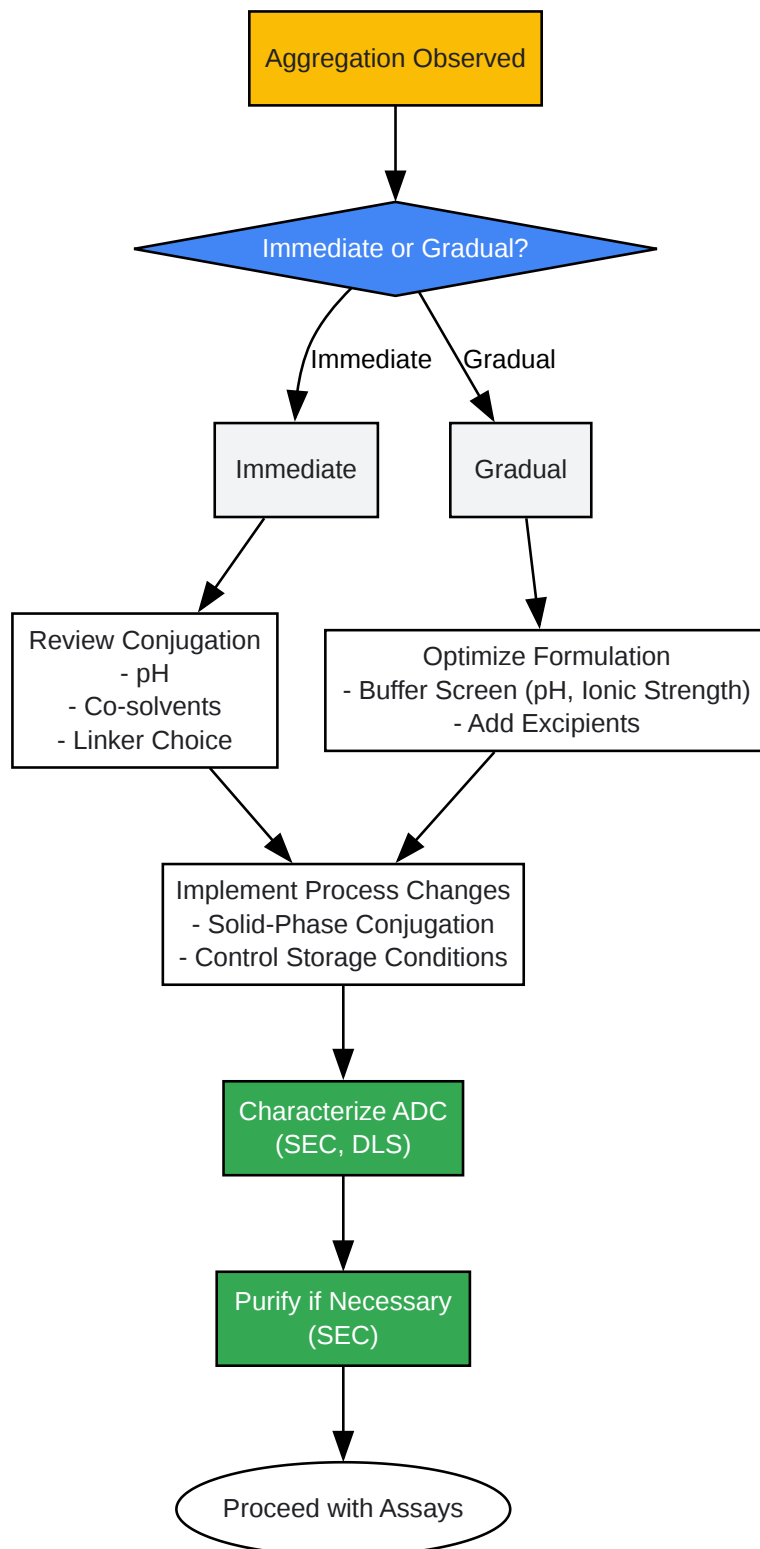 Aggregation Observed
Immediate or Gradual?
Immediate
Gradual
Immediate
Gradual
Review Conjugation
- pH
- Co-solvents
- Linker Choice
Optimize Formulation
- Buffer Screen (pH, Ionic Strength)
- Add Excipients
Implement Process Changes
- Solid-Phase Conjugation
- Control Storage Conditions
Characterize ADC
(SEC, DLS)
Purify if Necessary
(SEC)
Proceed with Assays